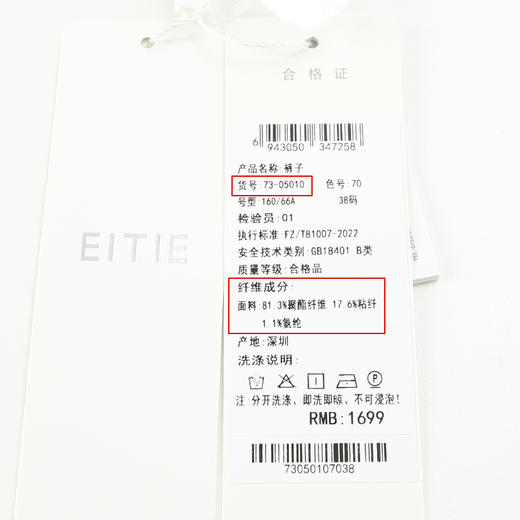 EITIE
合格证
6 943050 347258
产品名称:裤子
货号:73-05010 色号:70
号型:160/66A 38码
检验员:01
执行标准:FZ/T81007-2022
安全技术类别:GB18401 B类
质量等级:合格品
纤维成分:
面料:81.3%聚酯纤维 17.6%粘纤
1.1%氨纶
产地:深圳
洗涤说明:
注:分开洗涤、即洗即晾、不可浸泡!
RMB:1699
73050107038